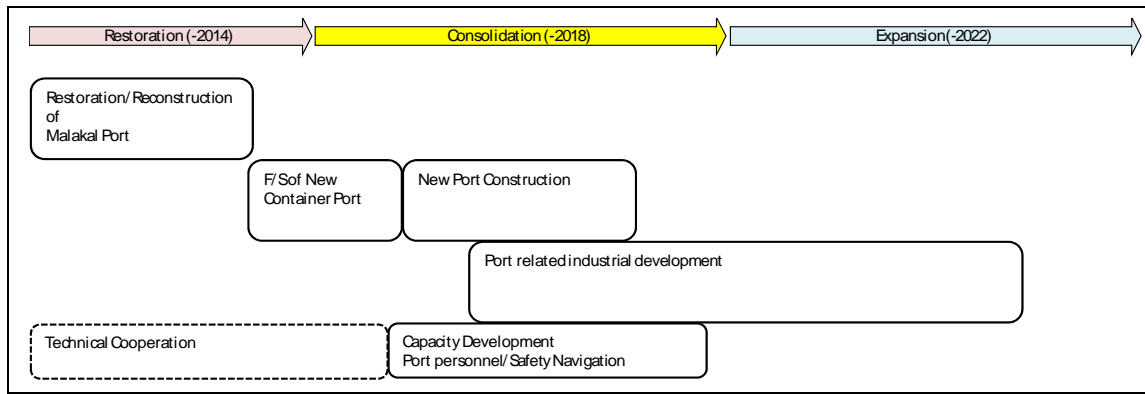 Restoration (-2014)
Consolidation (-2018)
Expansion(-2022)
Restoration/ Reconstruction
of
Malakal Port
F/Sof New
Container Port
New Port Construction
Port related industrial development
Technical Cooperation
Capacity Development
Port personnel/ Safety Navigation